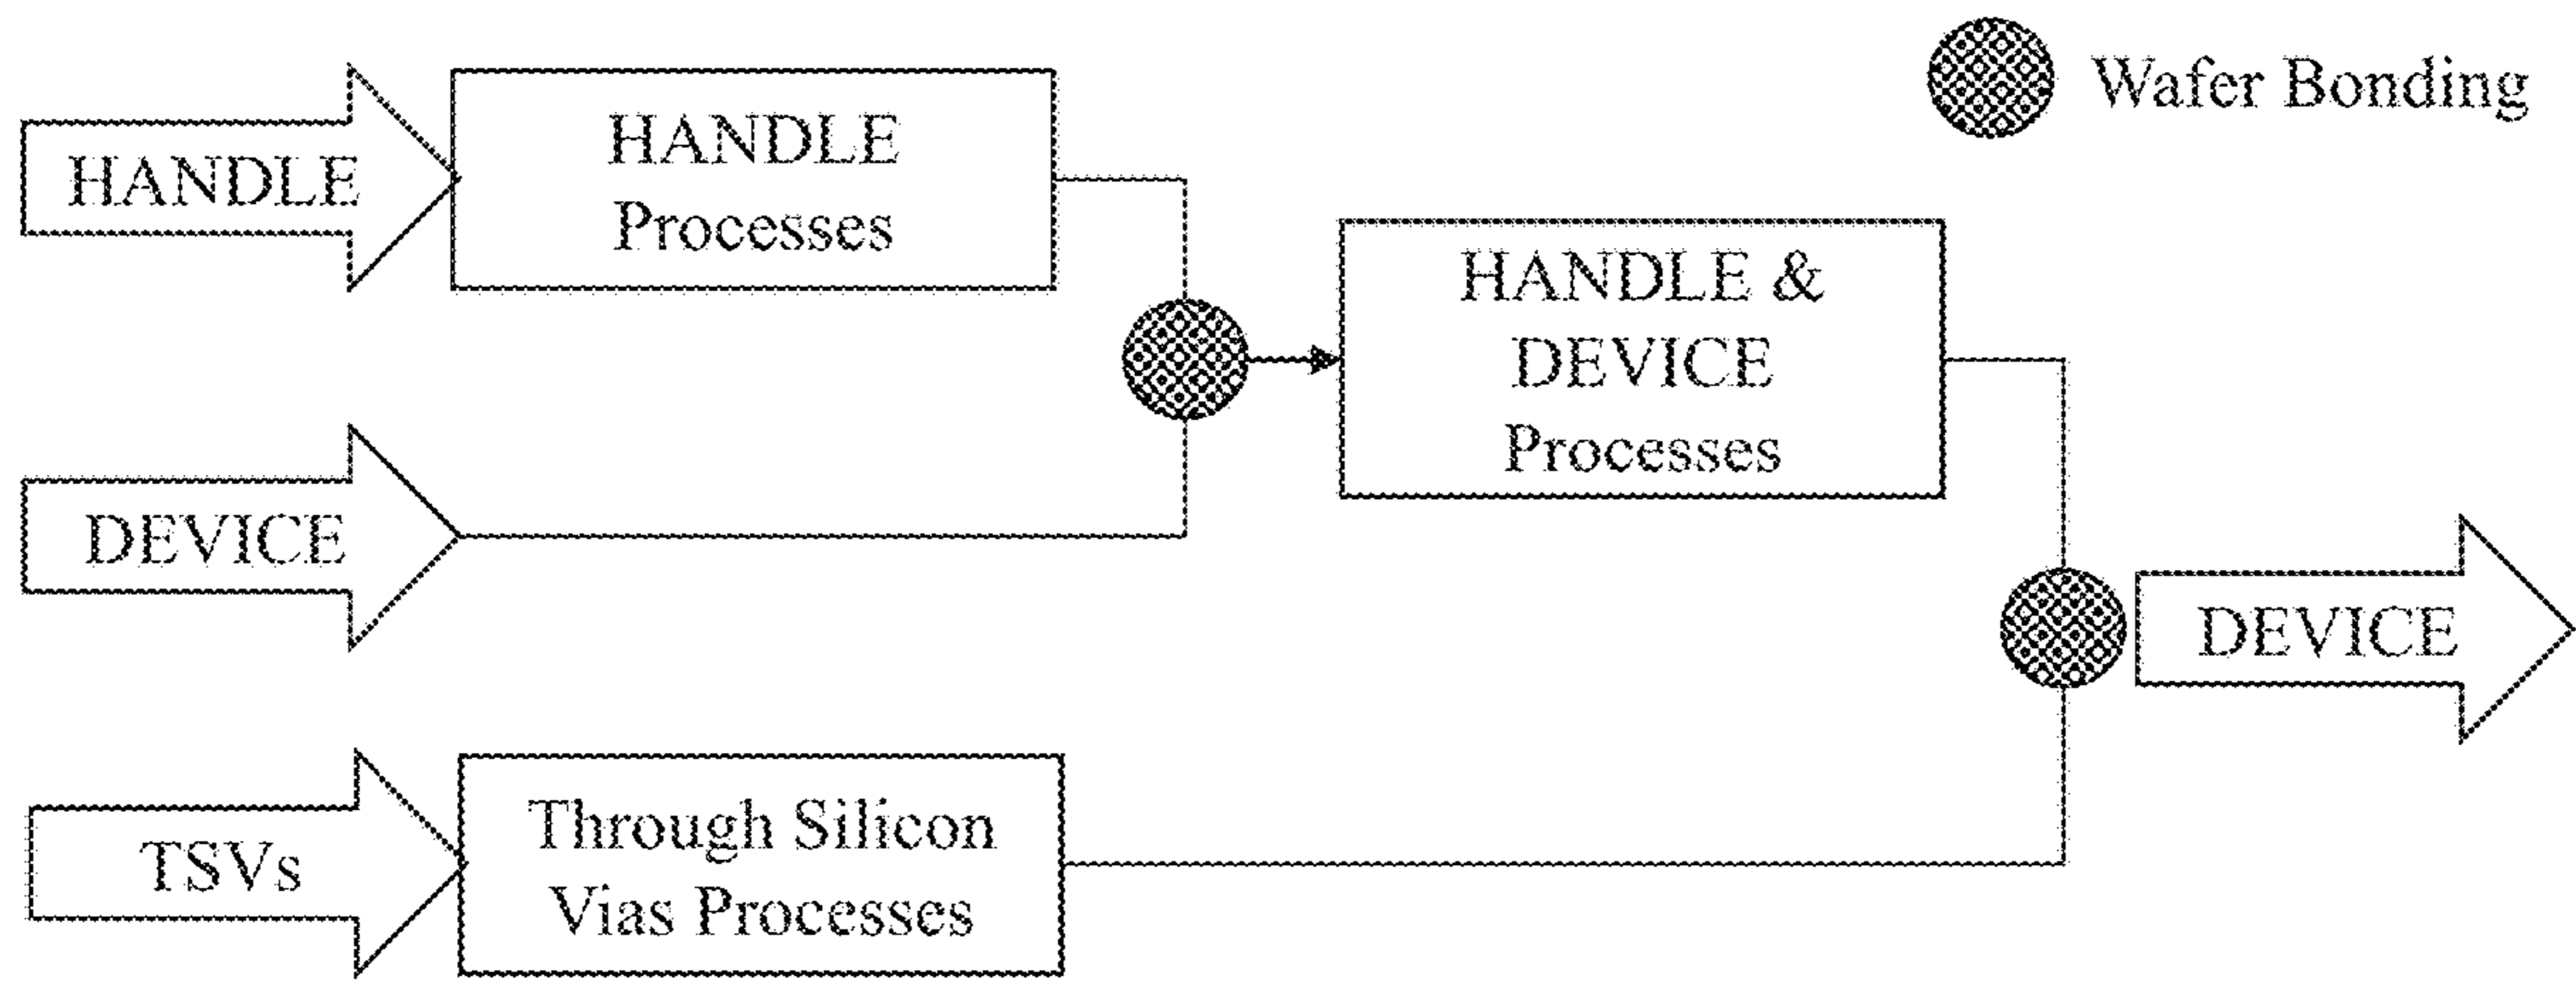 Wafer Bonding
HANDLE
HANDLE
Processes
HANDLE &
DEVICE
Processes
DEVICE
DEVICE
TSVs
Through Silicon
Vias Processes